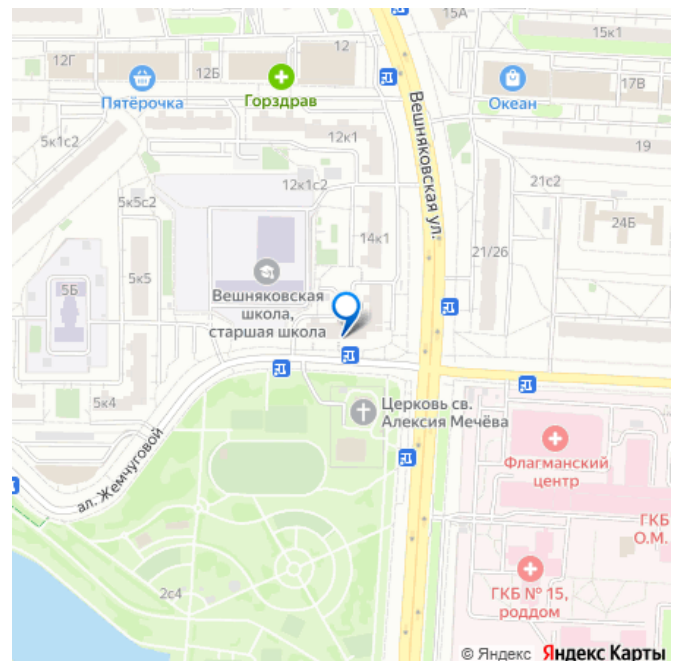 15А
15к1
12Г
12Б
12
17В
Пятёрочка
Горздрав
Океан
5к1с2
12к1
19
Вешняковская ул.
12к1с2
21с2
5к5с2
14к1
24Б
21/26
5к5
5Б
Вешняковская
школа,
старшая школа
5к4
Церковь св.
Алексия Мечёва
ал. Жемчуговой
Флагманский
центр
ГКБ
О.М.
2с4
ГКБ № 15,
роддом
© Яндекс Яндекс Карты